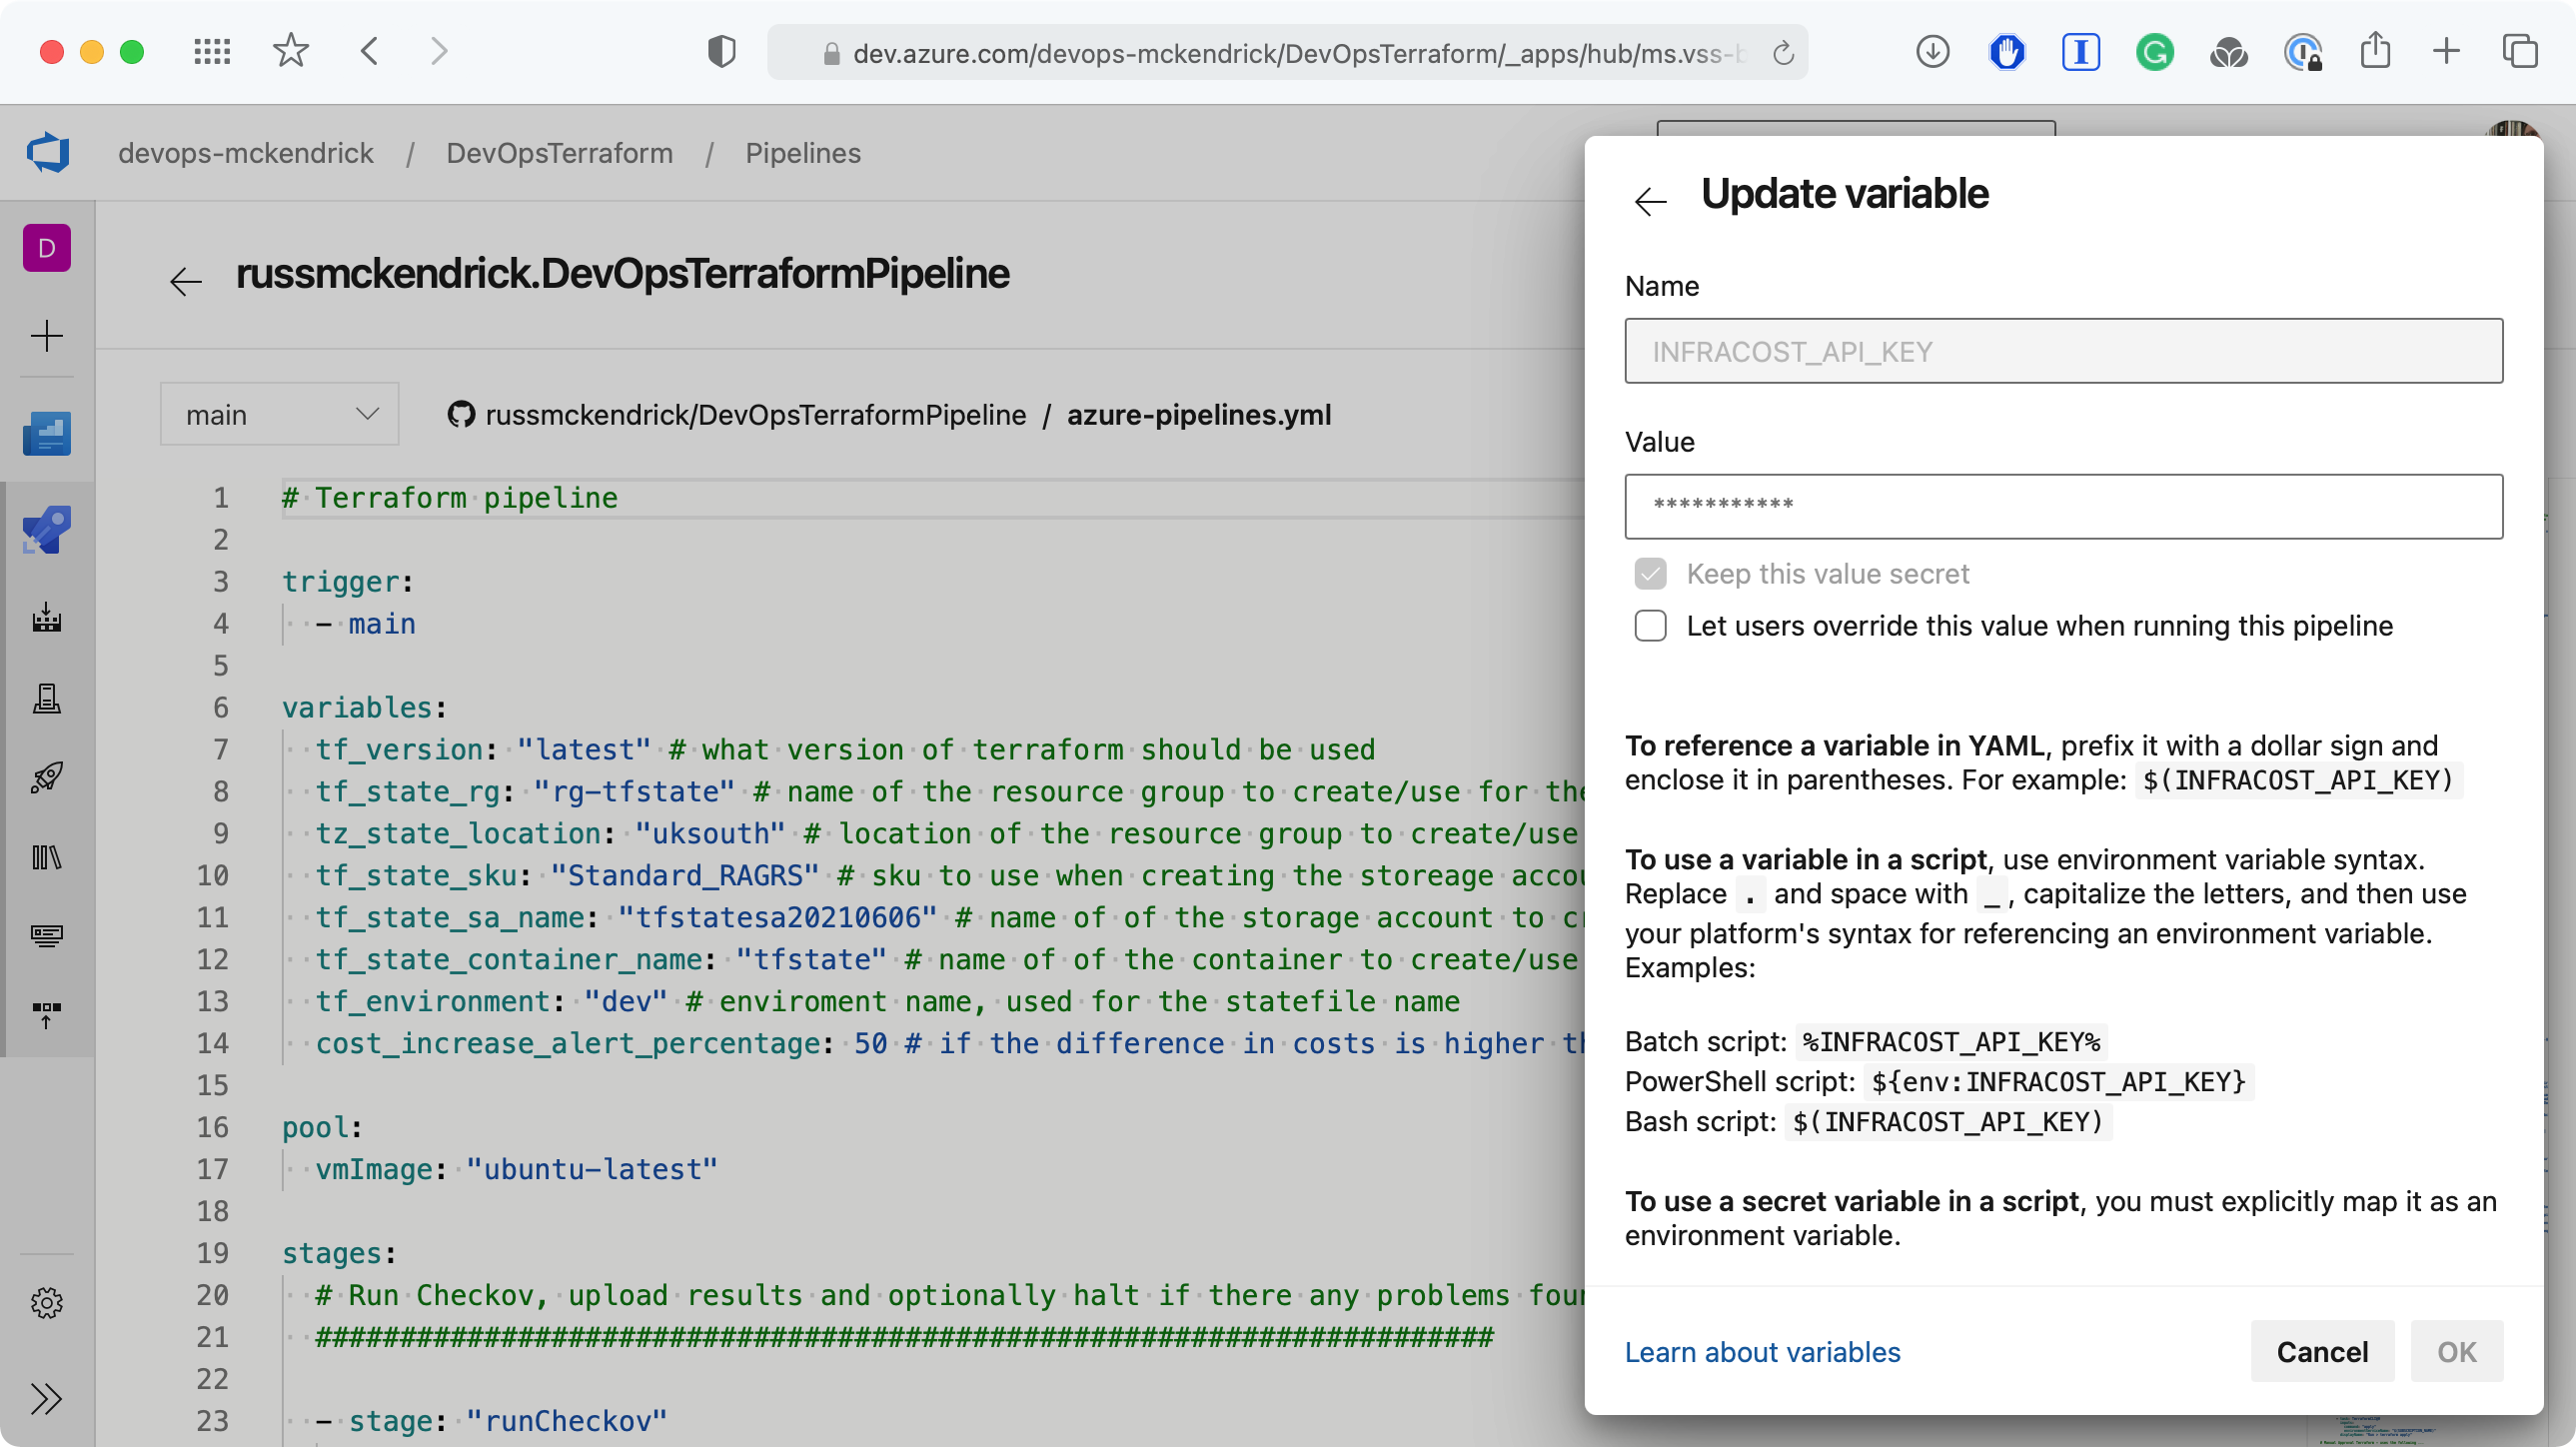 dev.azure.com/devops-mckendrick/DevOpsTerraform/_apps/hub/ms.vss-b
devops-mckendrick / DevOpsTerraform / Pipelines
D
russmckendrick.DevOpsTerraformPipeline
main
russmckendrick/DevOpsTerraformPipeline / azure-pipelines.yml
1 # Terraform pipeline
2
3 trigger:
4 - main
5
6 variables:
7 tf_version: "latest" # what version of terraform should be used
8 tf_state_rg: "rg-tfstate" # name of the resource group to create/use for the
9 tz_state_location: "uksouth" # location of the resource group to create/use
10 tf_state_sku: "Standard_RAGRS" # sku to use when creating the storeage accou
11 tf_state_sa_name: "tfstatesa20210606" # name of of the storage account to cr
12 tf_state_container_name: "tfstate" # name of of the container to create/use
13 tf_environment: "dev" # enviroment name, used for the statefile name
14 cost_increase_alert_percentage: 50 # if the difference in costs is higher th
15
16 pool:
17 vmImage: "ubuntu-latest"
18
19 stages:
20 # Run Checkov, upload results and optionally halt if there any problems foun
21 ######################################################################
22
23 - stage: "runCheckov"
Update variable
Name
INFRACOST_API_KEY
Value
***********
Keep this value secret
Let users override this value when running this pipeline
To reference a variable in YAML, prefix it with a dollar sign and
enclose it in parentheses. For example: $(INFRACOST_API_KEY)
To use a variable in a script, use environment variable syntax.
Replace . and space with _, capitalize the letters, and then use
your platform's syntax for referencing an environment variable.
Examples:
Batch script: %INFRACOST_API_KEY%
PowerShell script: ${env:INFRACOST_API_KEY}
Bash script: $(INFRACOST_API_KEY)
To use a secret variable in a script, you must explicitly map it as an
environment variable.
Learn about variables
Cancel
OK